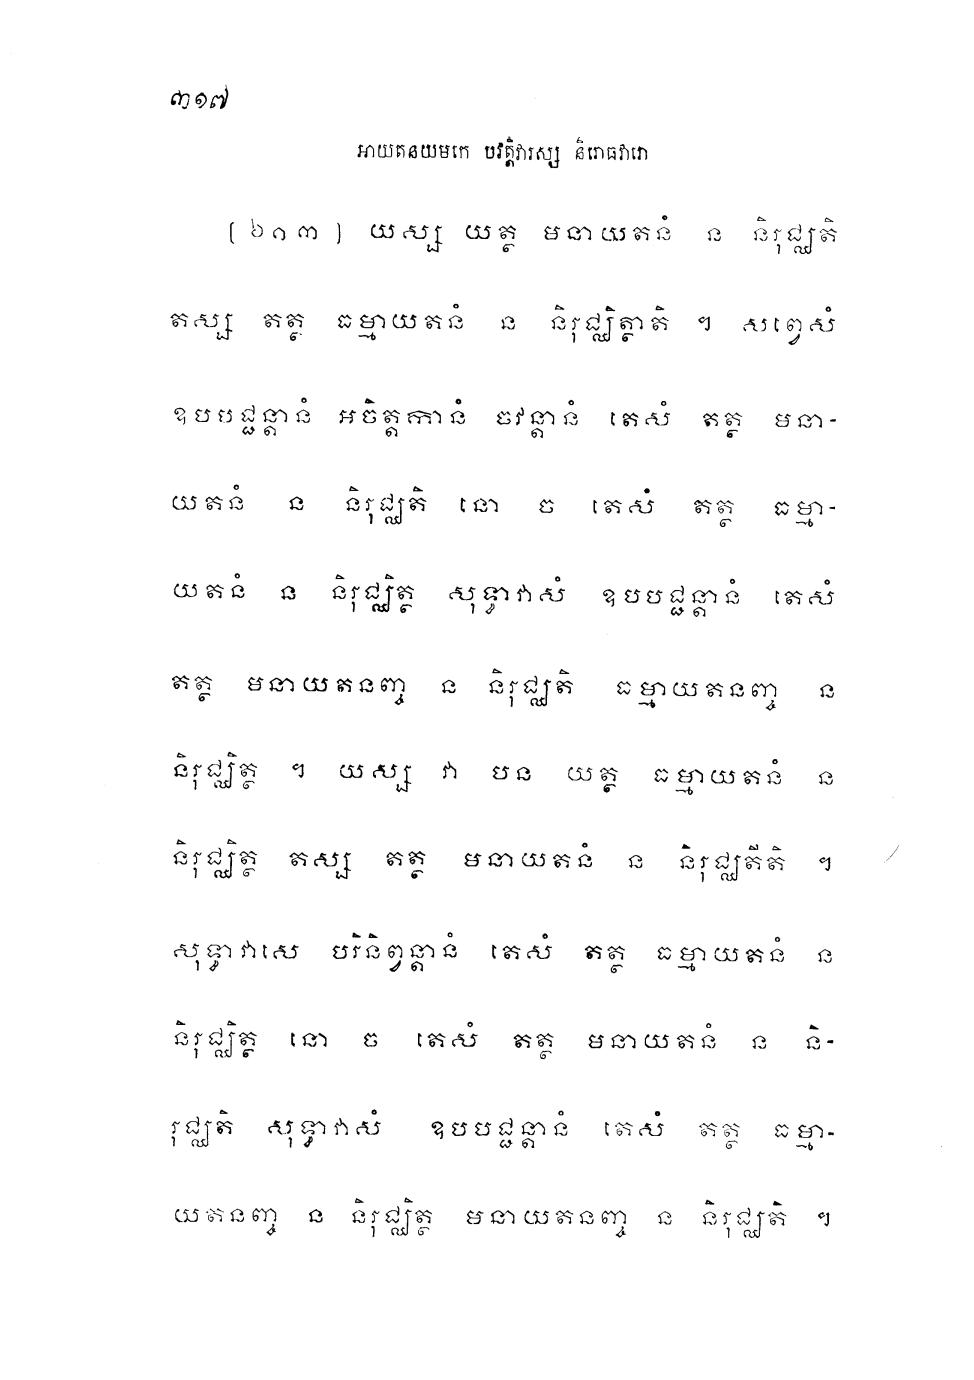 ៣១៧
អាយតនយមកេ បវត្តិវារស្ស និរោធវារោ
[៦១៣] យស្ស យត្ថ មនាយតនំ ន និរុជ្ឈតិ
តស្ស តត្ថ ធម្មាយតនំ ន និរុជ្ឈិត្ថាតិ ។ សព្វេសំ
ឧបបជ្ជន្តានំ អចិត្តកានំ ចវន្តានំ តេសំ តត្ថ មនា-
យតនំ ន និរុជ្ឈតិ នោ ច តេសំ តត្ថ ធម្មា-
យតនំ ន និរុជ្ឈិត្ថ សុទ្ធាវាសំ ឧបបជ្ជន្តានំ តេសំ
តត្ថ មនាយតនញ្ច ន និរុជ្ឈតិ ធម្មាយតនញ្ច ន
និរុជ្ឈិត្ថ ។ យស្ស វា បន យត្ថ ធម្មាយតនំ ន
និរុជ្ឈិត្ថ តស្ស តត្ថ មនាយតនំ ន និរុជ្ឈតីតិ ។
សុទ្ធាវាសេ បរិនិព្វន្តានំ តេសំ តត្ថ ធម្មាយតនំ ន
និរុជ្ឈិត្ថ នោ ច តេសំ តត្ថ មនាយតនំ ន និ-
រុជ្ឈតិ សុទ្ធាវាសំ ឧបបជ្ជន្តានំ តេសំ តត្ថ ធម្មា-
យតនញ្ច ន និរុជ្ឈិត្ថ មនាយតនញ្ច ន និរុជ្ឈតិ ។